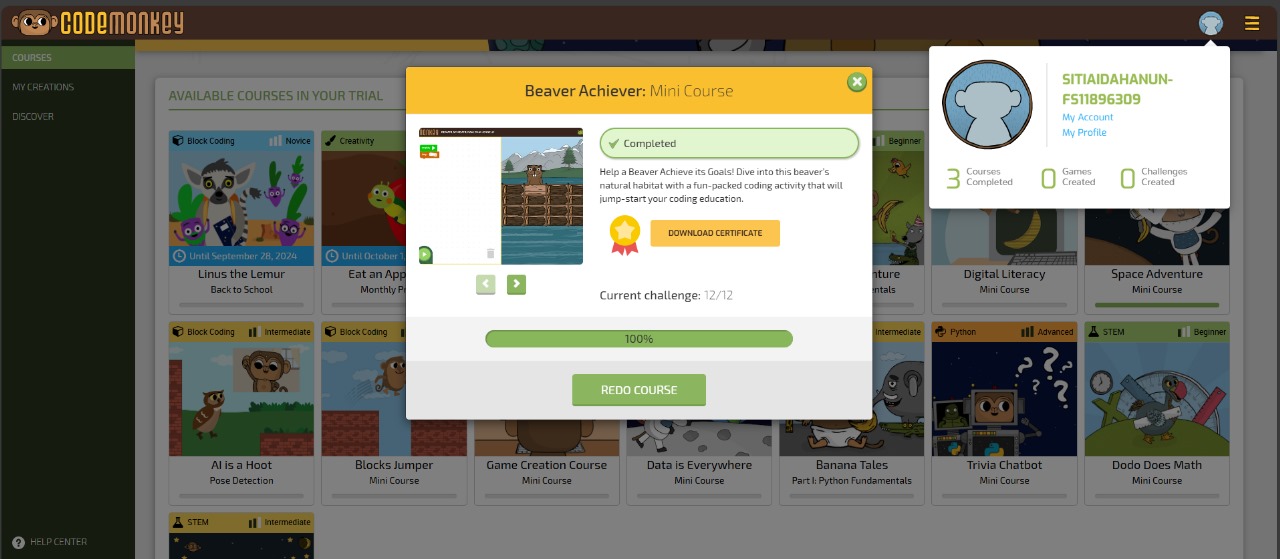 CODEMONKEY
COURSES
MY CREATIONS
DISCOVER
HELP CENTER
AVAILABLE COURSES IN YOUR TRIAL
SITIAIDAHANUN-
FS11896309
My Account
My Profile
3 Courses Completed
0 Games Created
0 Challenges Created
Beaver Achiever: Mini Course
Completed
Help a Beaver Achieve its Goals! Dive into this beaver's
natural habitat with a fun-packed coding activity that will
jump-start your coding education.
DOWNLOAD CERTIFICATE
Current challenge: 12/12
100%
REDO COURSE
Block Coding Novice
Until September 28, 2024
Linus the Lemur
Back to School
Creativity
Until October 1,
Eat an App
Monthly Pr
Beginner
nture
ntals
Digital Literacy
Mini Course
Space Adventure
Mini Course
Block Coding Intermediate
AI is a Hoot
Pose Detection
Block Coding
Blocks Jumper
Mini Course
Game Creation Course
Mini Course
Data is Everywhere
Mini Course
Intermediate
Banana Tales
Part I: Python Fundamentals
Python Advanced
Trivia Chatbot
Mini Course
STEM Beginner
Dodo Does Math
Mini Course
STEM Intermediate